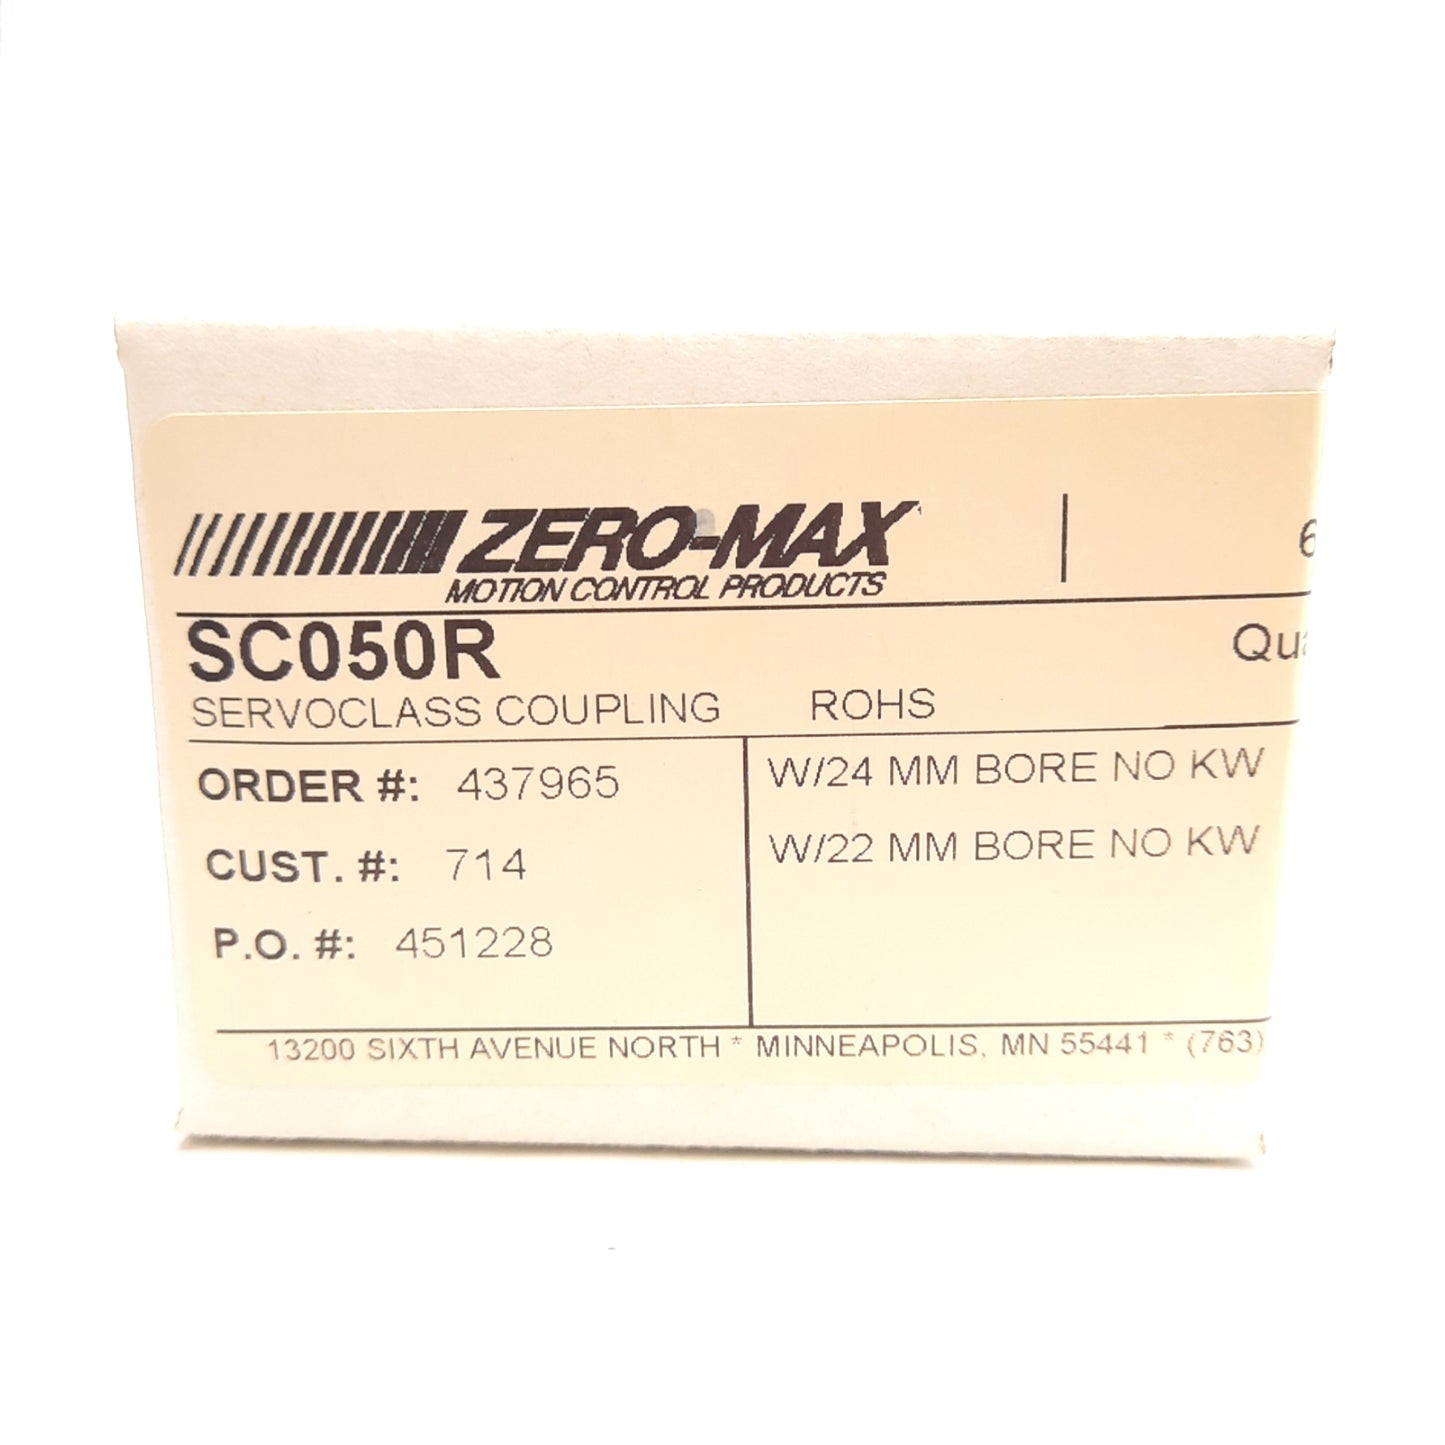 ZERO-MAX
MOTION CONTROL PRODUCTS
SC050R
SERVOCLASS COUPLING ROHS
ORDER #: 437965
CUST. #: 714
P.O. #: 451228
W/24 MM BORE NO KW
W/22 MM BORE NO KW
13200 SIXTH AVENUE NORTH * MINNEAPOLIS, MN 55441 * (763)